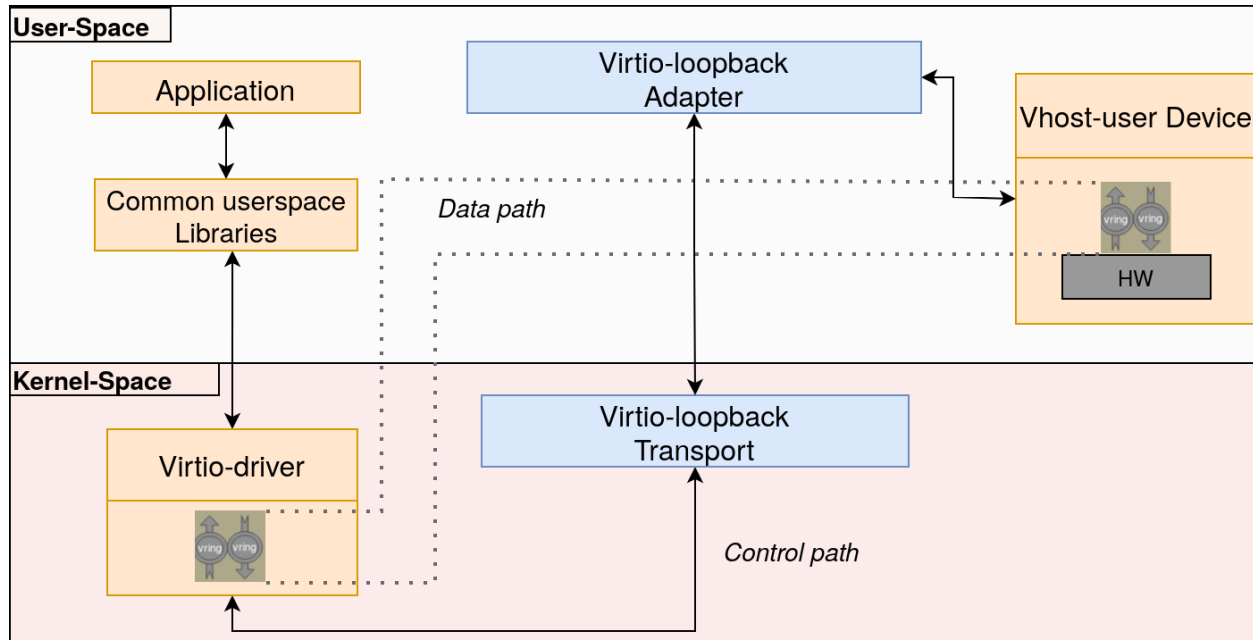 User-Space
Application
Common userspace
Libraries
Virtio-loopback
Adapter
Data path
Vhost-user Device
vring
vring
HW
Kernel-Space
Virtio-driver
vring
vring
Virtio-loopback
Transport
Control path